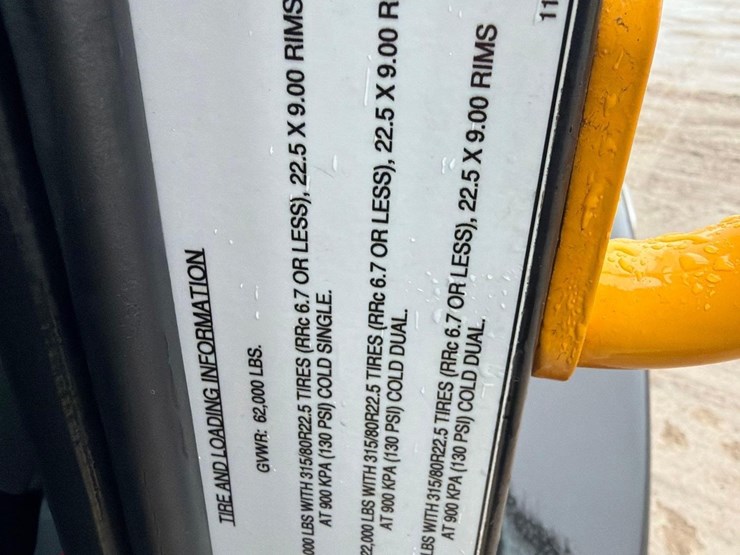 TIRE AND LOADING INFORMATION
GVWR: 62,000 LBS.
LBS WITH 315/80R22.5 TIRES (RRc 6.7 OR LESS), 22.5 X 9.00 RIMS
AT 900 KPA (130 PSI) COLD SINGLE.
22,000 LBS WITH 315/80R22.5 TIRES (RRc 6.7 OR LESS), 22.5 X 9.00 R
AT 900 KPA (130 PSI) COLD DUAL.
LBS WITH 315/80R22.5 TIRES (RRc 6.7 OR LESS), 22.5 X 9.00 RIMS
AT 900 KPA (130 PSI) COLD DUAL.
11